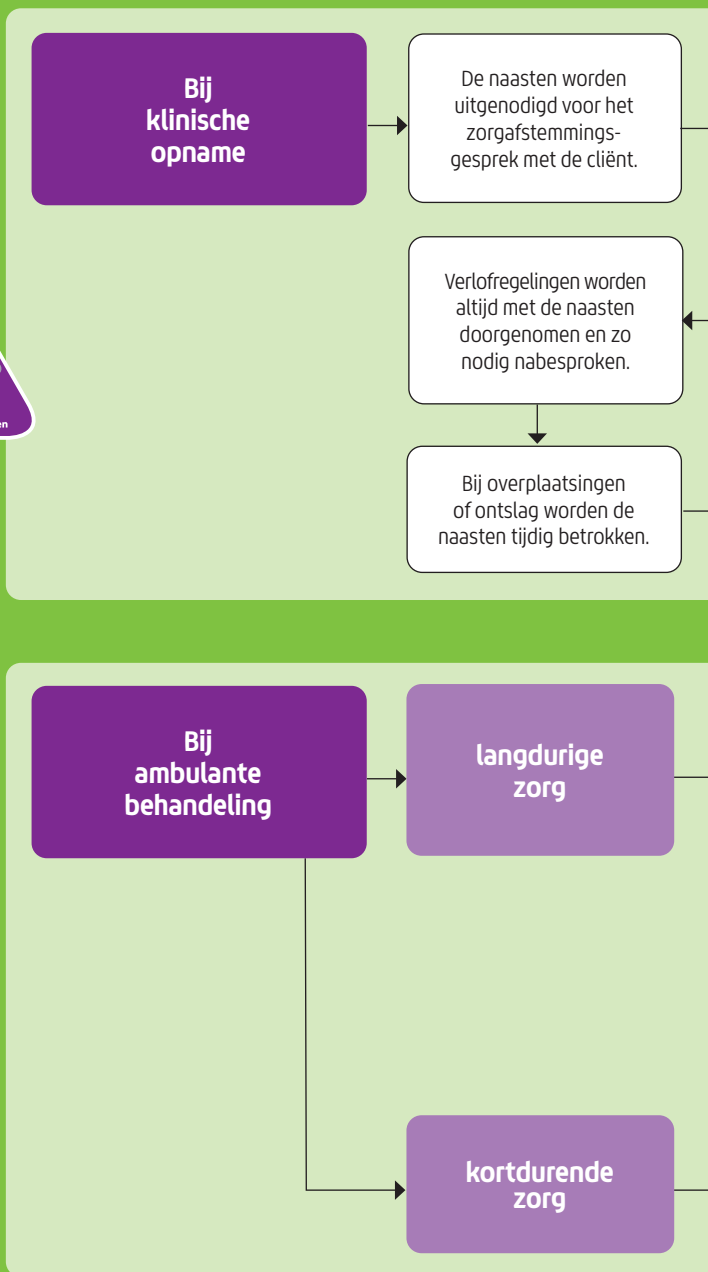 Bij
klinische
opname
De naasten worden
uitgenodigd voor het
zorgafstemmings-
gesprek met de cliënt.
Verlofregelingen worden
altijd met de naasten
doorgenomen en zo
nodig nabesproken.
Bij overplaatsingen
of ontslag worden de
naasten tijdig betrokken.
Bij
ambulante
behandeling
langdurige
zorg
kortdurende
zorg